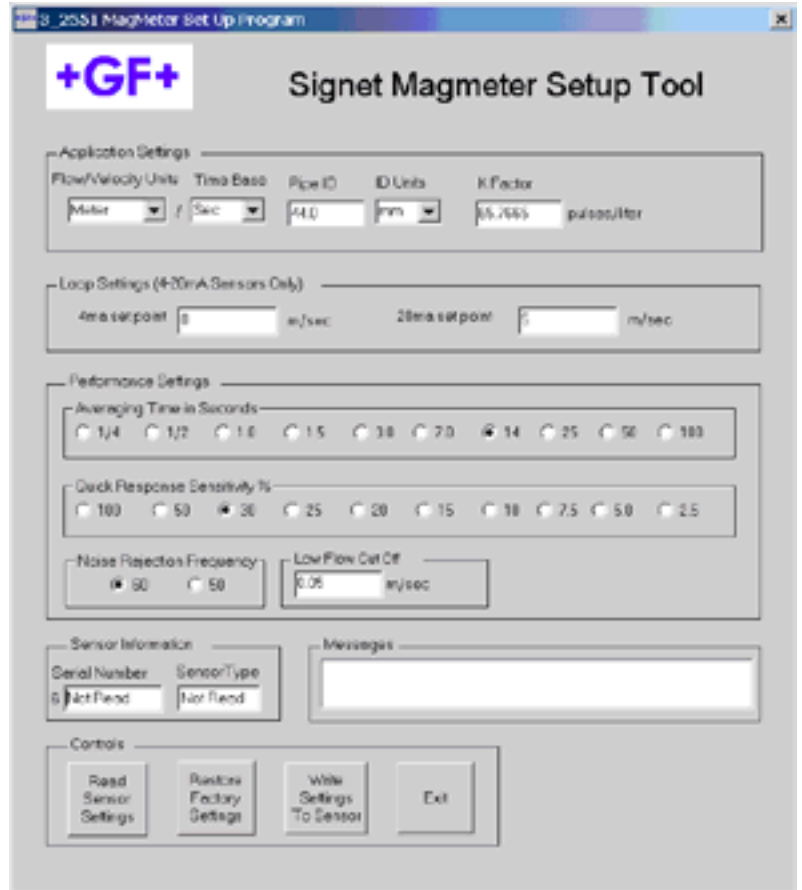 3_2551 MagMeter Set Up Program
+GF+
Signet Magmeter Setup Tool
Application Settings
Flow/Velocity Units Time Base Pipe ID ID Units K Factor
Meter / Sec 44.0 mm pulses/liter
Loop Settings (4-20mA Sensors Only)
4ma set point 0 m/sec 20ma set point 5 m/sec
Performance Settings
Averaging Time in Seconds
1/4 1/2 1.0 1.5 3.0 7.0 14 25 50 100
Quick Response Sensitivity %
100 50 30 25 20 15 10 7.5 5.0 2.5
Noise Rejection Frequency Low Flow Cut Off
60 50 0.05 m/sec
Sensor Information Messages
Serial Number Sensor Type
6 Not Read Not Read
Controls
Read Sensor Settings
Restore Factory Settings
Write Settings To Sensor
Exit